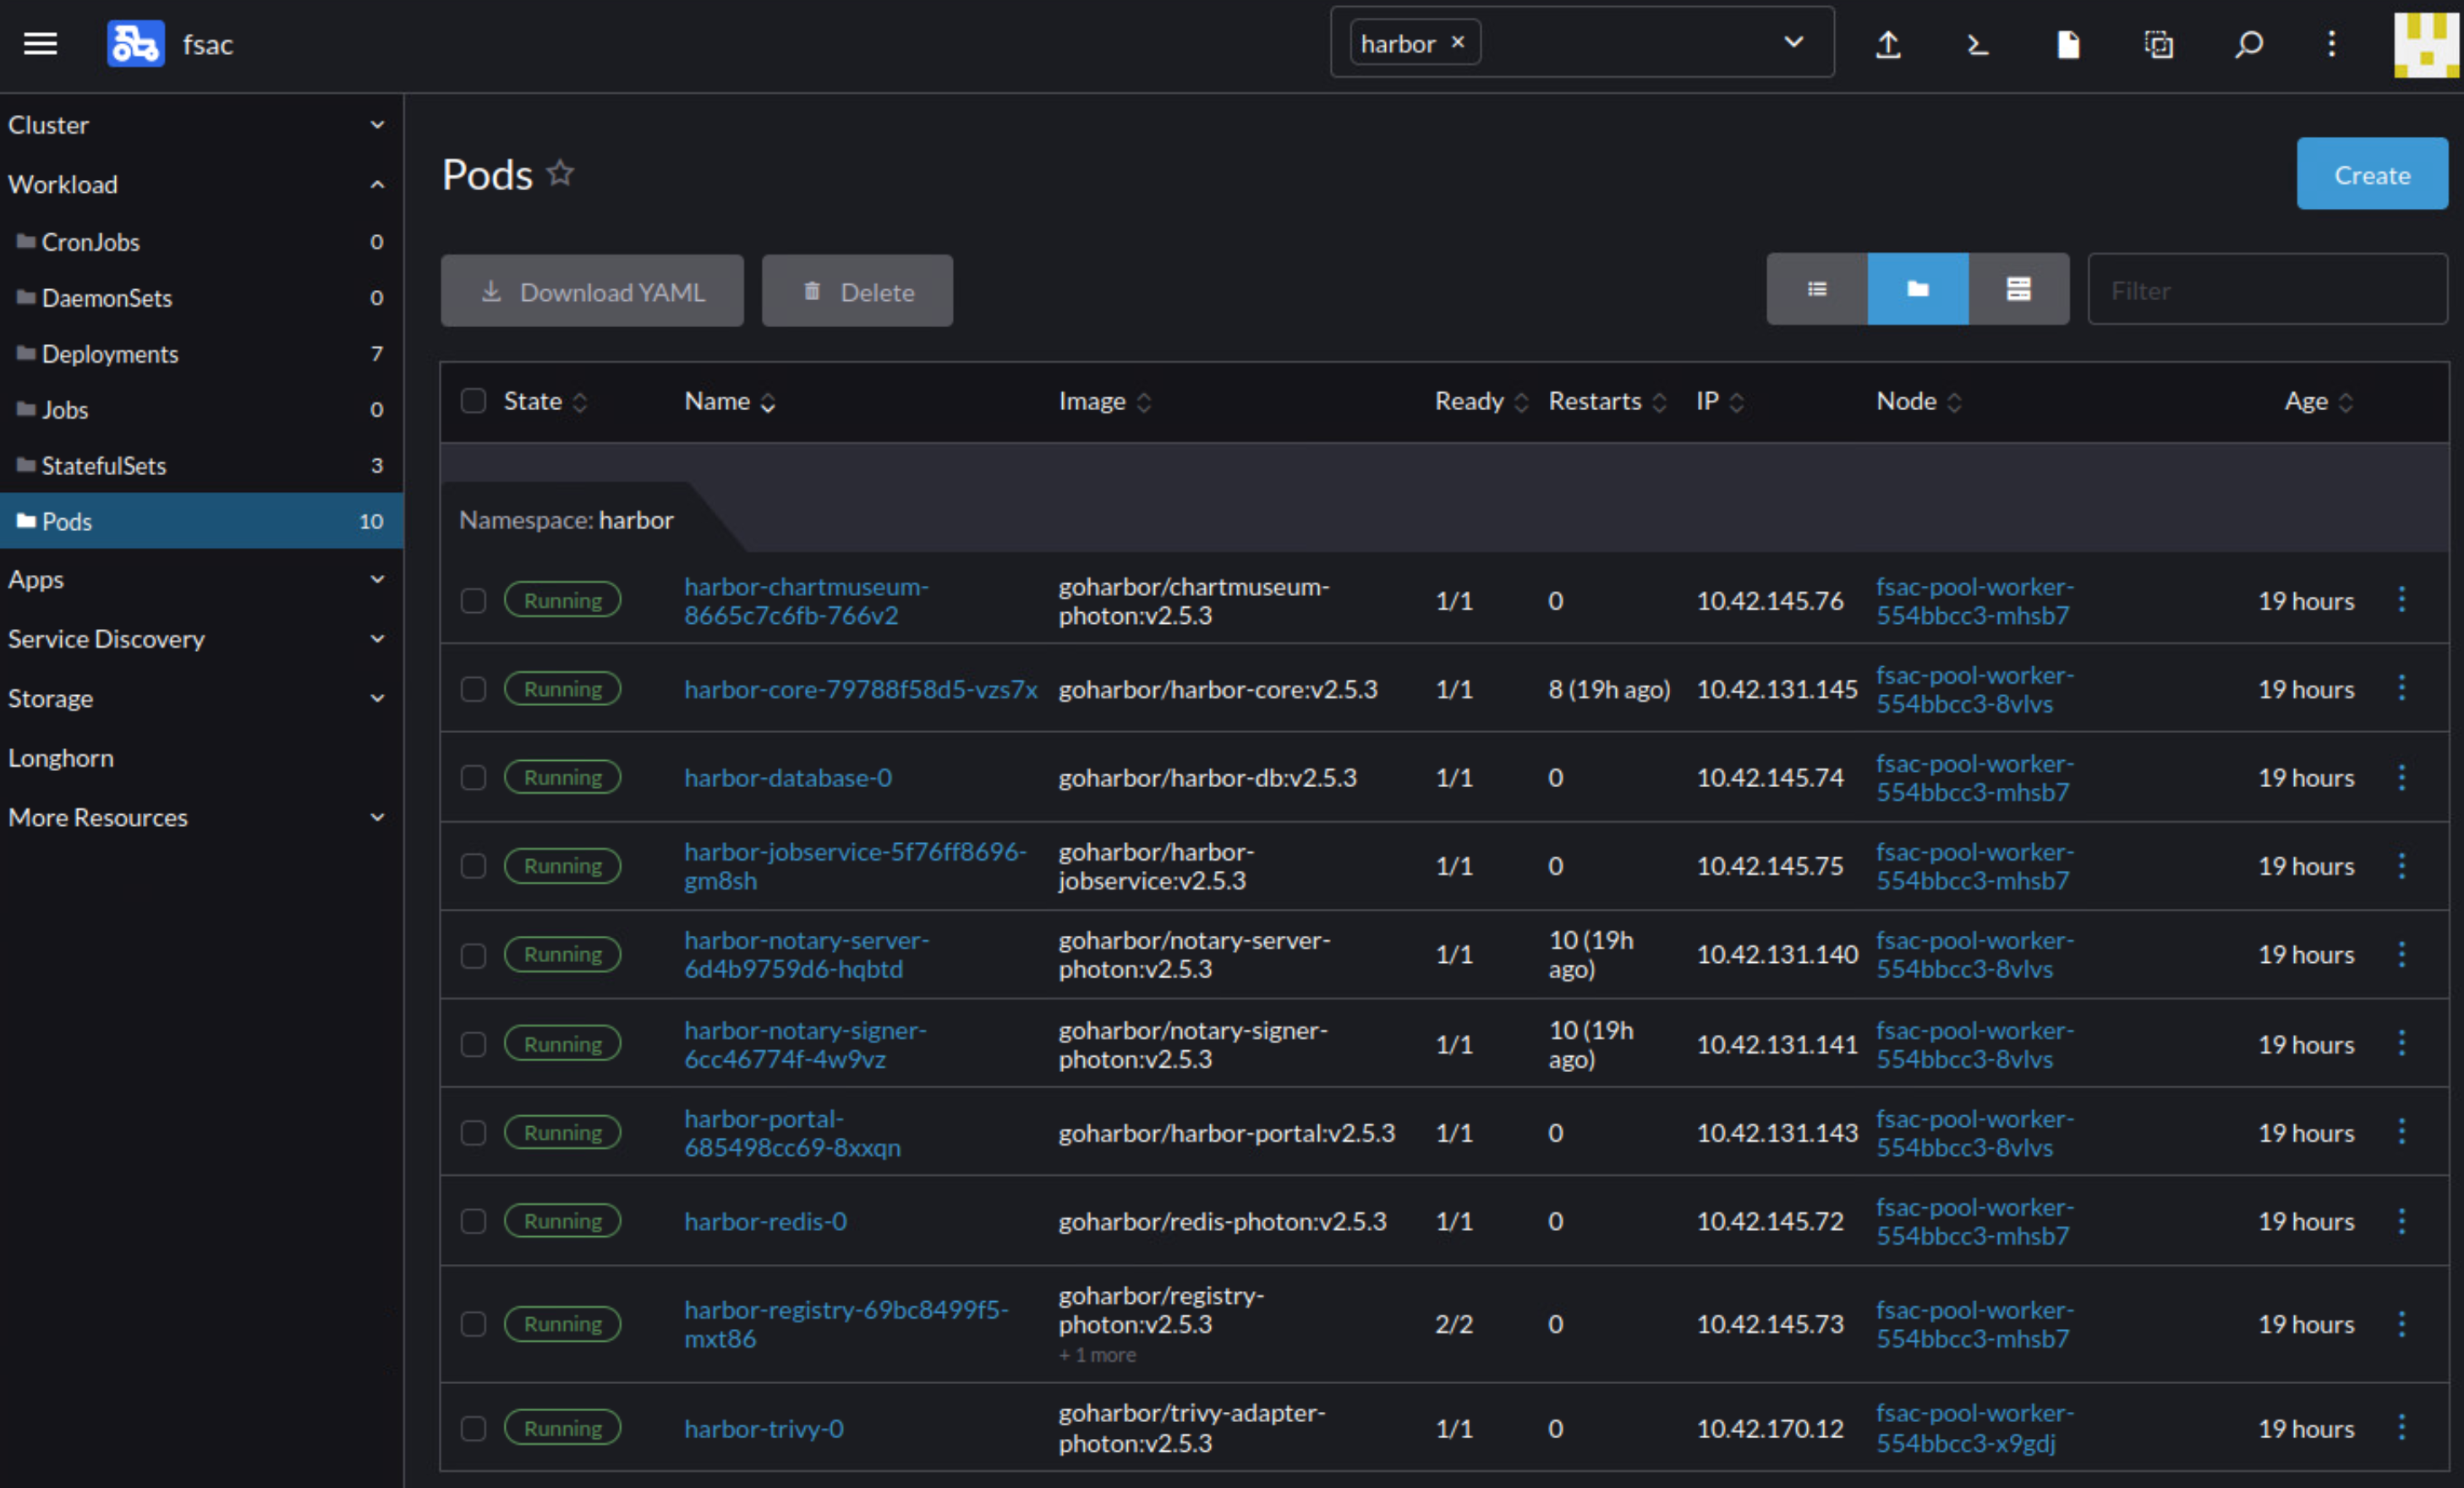 fsac
harbor ×
Cluster
Workload
CronJobs 0
DaemonSets 0
Deployments 7
Jobs 0
StatefulSets 3
Pods 10
Apps
Service Discovery
Storage
Longhorn
More Resources
Pods
Create
Download YAML
Delete
Filter
State Name Image Ready Restarts IP Node Age
Namespace: harbor
Running harbor-chartmuseum- goharbor/chartmuseum- 1/1 0 10.42.145.76 fsac-pool-worker- 19 hours
8665c7c6fb-766v2 photon:v2.5.3 554bbcc3-mhsb7
Running harbor-core-79788f58d5-vzs7x goharbor/harbor-core:v2.5.3 1/1 8 (19h ago) 10.42.131.145 fsac-pool-worker- 19 hours
554bbcc3-8vlvs
Running harbor-database-0 goharbor/harbor-db:v2.5.3 1/1 0 10.42.145.74 fsac-pool-worker- 19 hours
554bbcc3-mhsb7
Running harbor-jobservice-5f76ff8696- goharbor/harbor- 1/1 0 10.42.145.75 fsac-pool-worker- 19 hours
gm8sh jobservice:v2.5.3 554bbcc3-mhsb7
Running harbor-notary-server- goharbor/notary-server- 1/1 10 (19h 10.42.131.140 fsac-pool-worker- 19 hours
6d4b9759d6-hqbtd photon:v2.5.3 ago) 554bbcc3-8vlvs
Running harbor-notary-signer- goharbor/notary-signer- 1/1 10 (19h 10.42.131.141 fsac-pool-worker- 19 hours
6cc46774f-4w9vz photon:v2.5.3 ago) 554bbcc3-8vlvs
Running harbor-portal- goharbor/harbor-portal:v2.5.3 1/1 0 10.42.131.143 fsac-pool-worker- 19 hours
685498cc69-8xxqn 554bbcc3-8vlvs
Running harbor-redis-0 goharbor/redis-photon:v2.5.3 1/1 0 10.42.145.72 fsac-pool-worker- 19 hours
554bbcc3-mhsb7
Running harbor-registry-69bc8499f5- goharbor/registry- 2/2 0 10.42.145.73 fsac-pool-worker- 19 hours
mxt86 photon:v2.5.3 554bbcc3-mhsb7
+ 1 more
Running harbor-trivy-0 goharbor/trivy-adapter- 1/1 0 10.42.170.12 fsac-pool-worker- 19 hours
photon:v2.5.3 554bbcc3-x9gdj